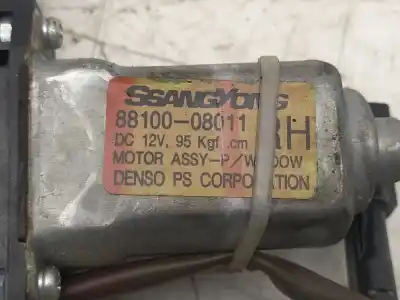 SSANGYONG
88100-08011 RH
DC 12V, 95 Kgf .cm
MOTOR ASSY-P/WINDOW
DENSO PS CORPORATION